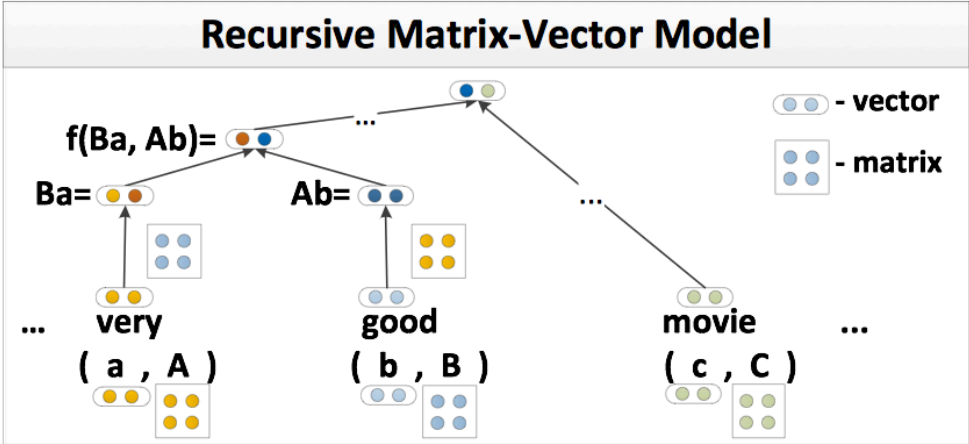 Recursive Matrix-Vector Model
- vector
...
f(Ba, Ab)=
- matrix
Ba=
Ab=
...
... very good movie ...
( a , A ) ( b , B ) ( c , C )